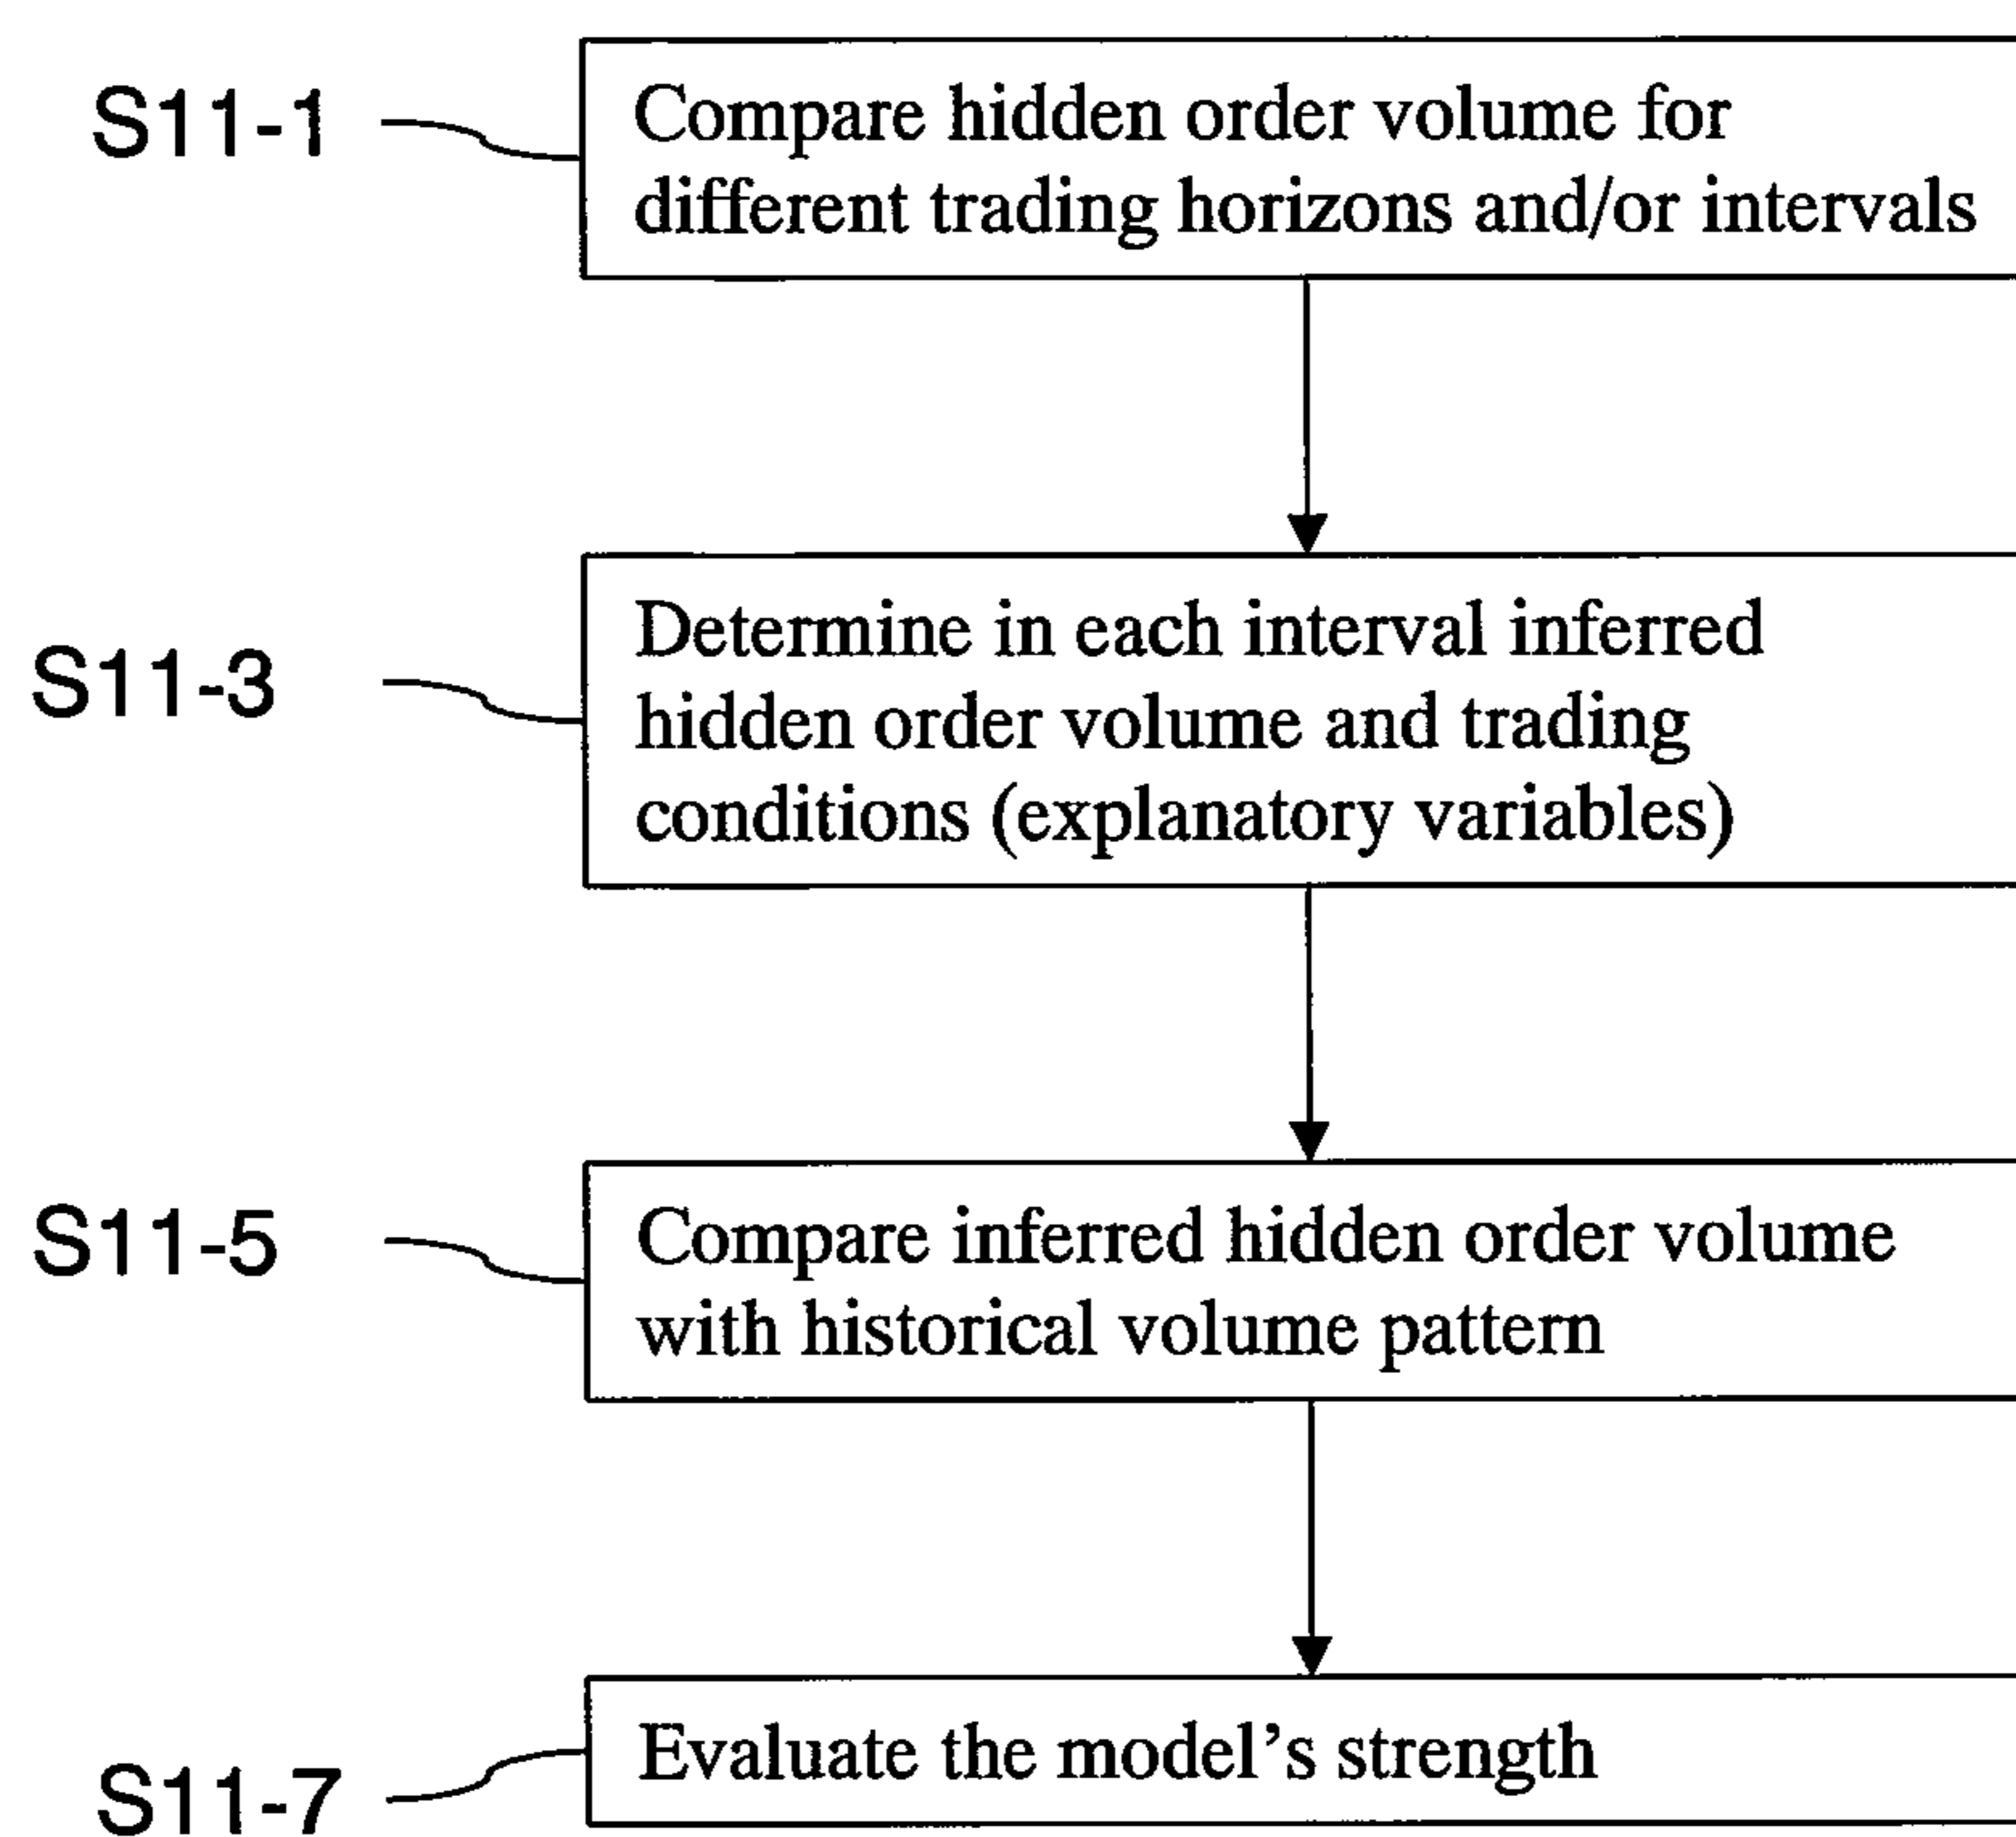 S11-1
Compare hidden order volume for
different trading horizons and/or intervals
S11-3
Determine in each interval inferred
hidden order volume and trading
conditions (explanatory variables)
S11-5
Compare inferred hidden order volume
with historical volume pattern
S11-7
Evaluate the model’s strength